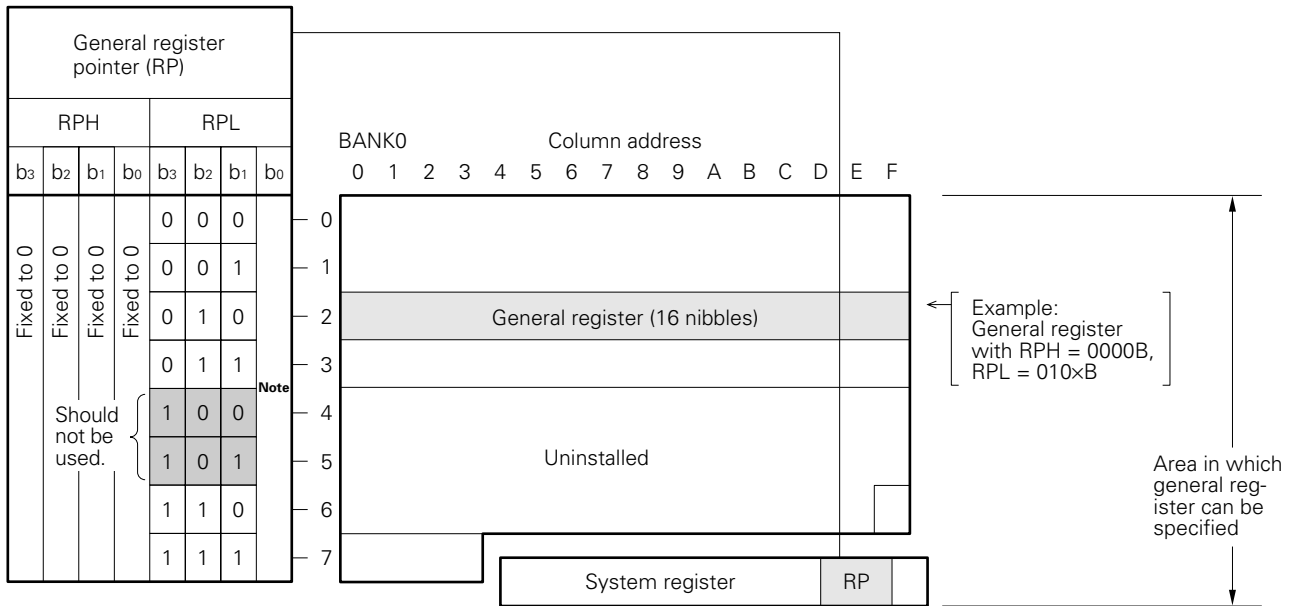 General register
pointer (RP)
RPH RPL
b3 b2 b1 b0 b3 b2 b1 b0
BANK0 Column address
0 1 2 3 4 5 6 7 8 9 A B C D E F
Fixed to 0 Fixed to 0 Fixed to 0 Fixed to 0
0 0 0 0
0 0 1 1
0 1 0 2 General register (16 nibbles)
0 1 1 3
Note
1 0 0 4
1 0 1 5 Uninstalled
1 1 0 6
1 1 1 7
Should
not be
used.
System register RP
Example:
General register
with RPH = 0000B,
RPL = 010×B
Area in which
general reg-
ister can be
specified